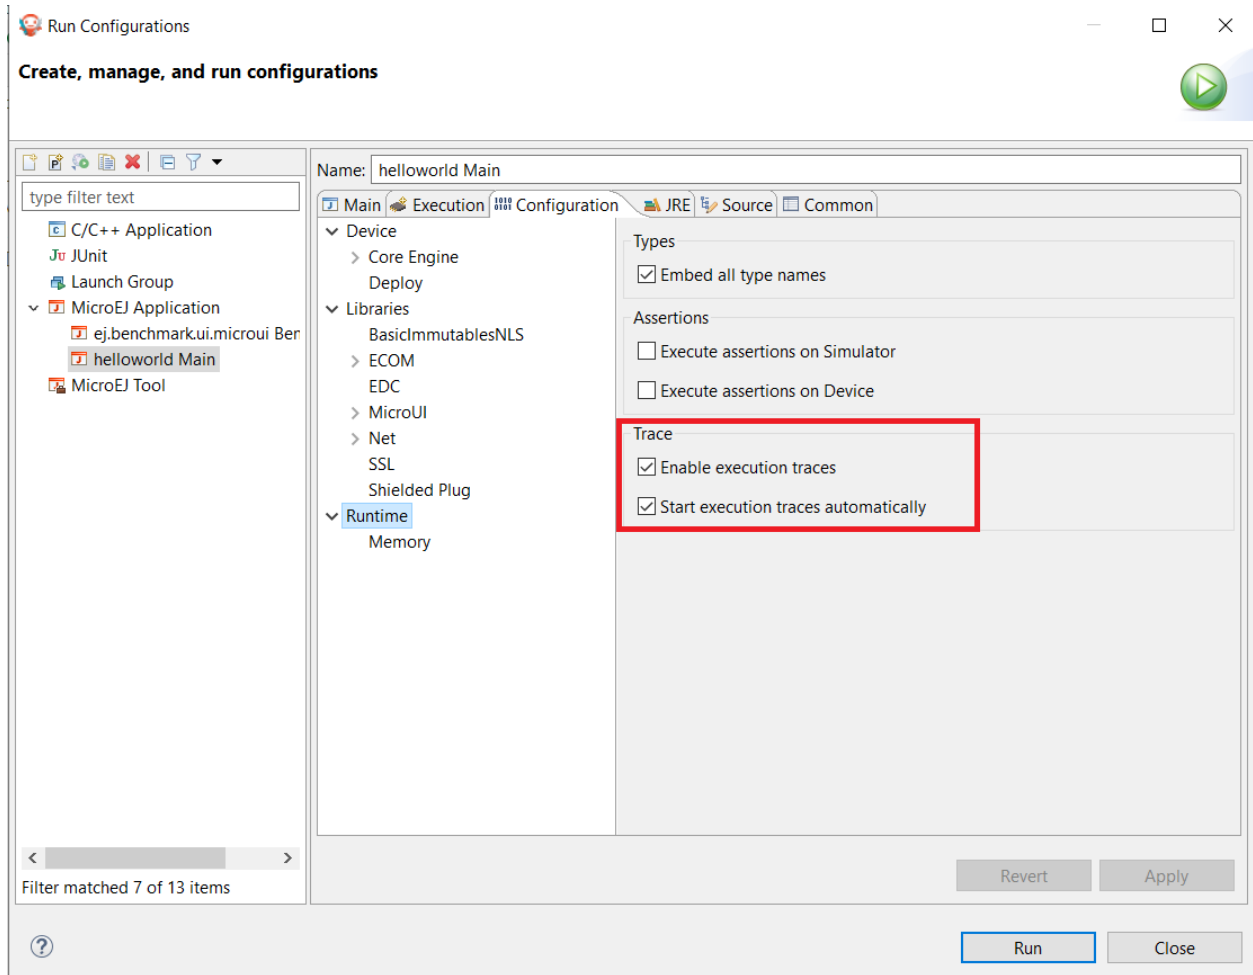 Run Configurations
Create, manage, and run configurations
type filter text
C/C++ Application
JUnit
Launch Group
MicroEJ Application
ej.benchmark.ui.microui Ben
helloworld Main
MicroEJ Tool
Filter matched 7 of 13 items
Name: helloworld Main
Main Execution Configuration JRE Source Common
Device
Core Engine
Deploy
Libraries
BasicImmutablesNLS
ECOM
EDC
MicroUI
Net
SSL
Shielded Plug
Runtime
Memory
Types
Embed all type names
Assertions
Execute assertions on Simulator
Execute assertions on Device
Trace
Enable execution traces
Start execution traces automatically
Revert Apply
Run Close